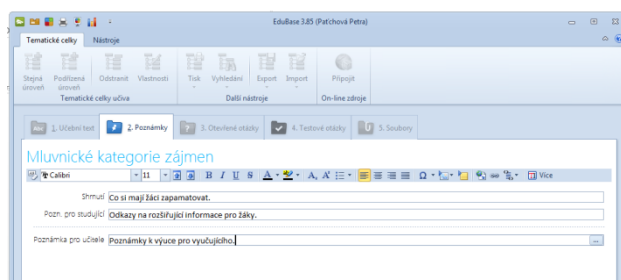 EduBase 3.85 (Paťchová Petra)
Tematické celky Nástroje
Stejná úroveň Podřízená úroveň Odstranit Vlastnosti Tisk Vyhledání Export Import Připojit
Tematické celky učiva Další nástroje On-line zdroje
1. Učební text 2. Poznámky 3. Otevřené otázky 4. Testové otázky 5. Soubory
Mluvnické kategorie zájmen
Calibri 11 B I U S A A A Ω Více
Shrnutí Co si mají žáci zapamatovat.
Pozn. pro studující Odkazy na rozšiřující informace pro žáky.
Poznámka pro učitele Poznámky k výuce pro vyučujícího.